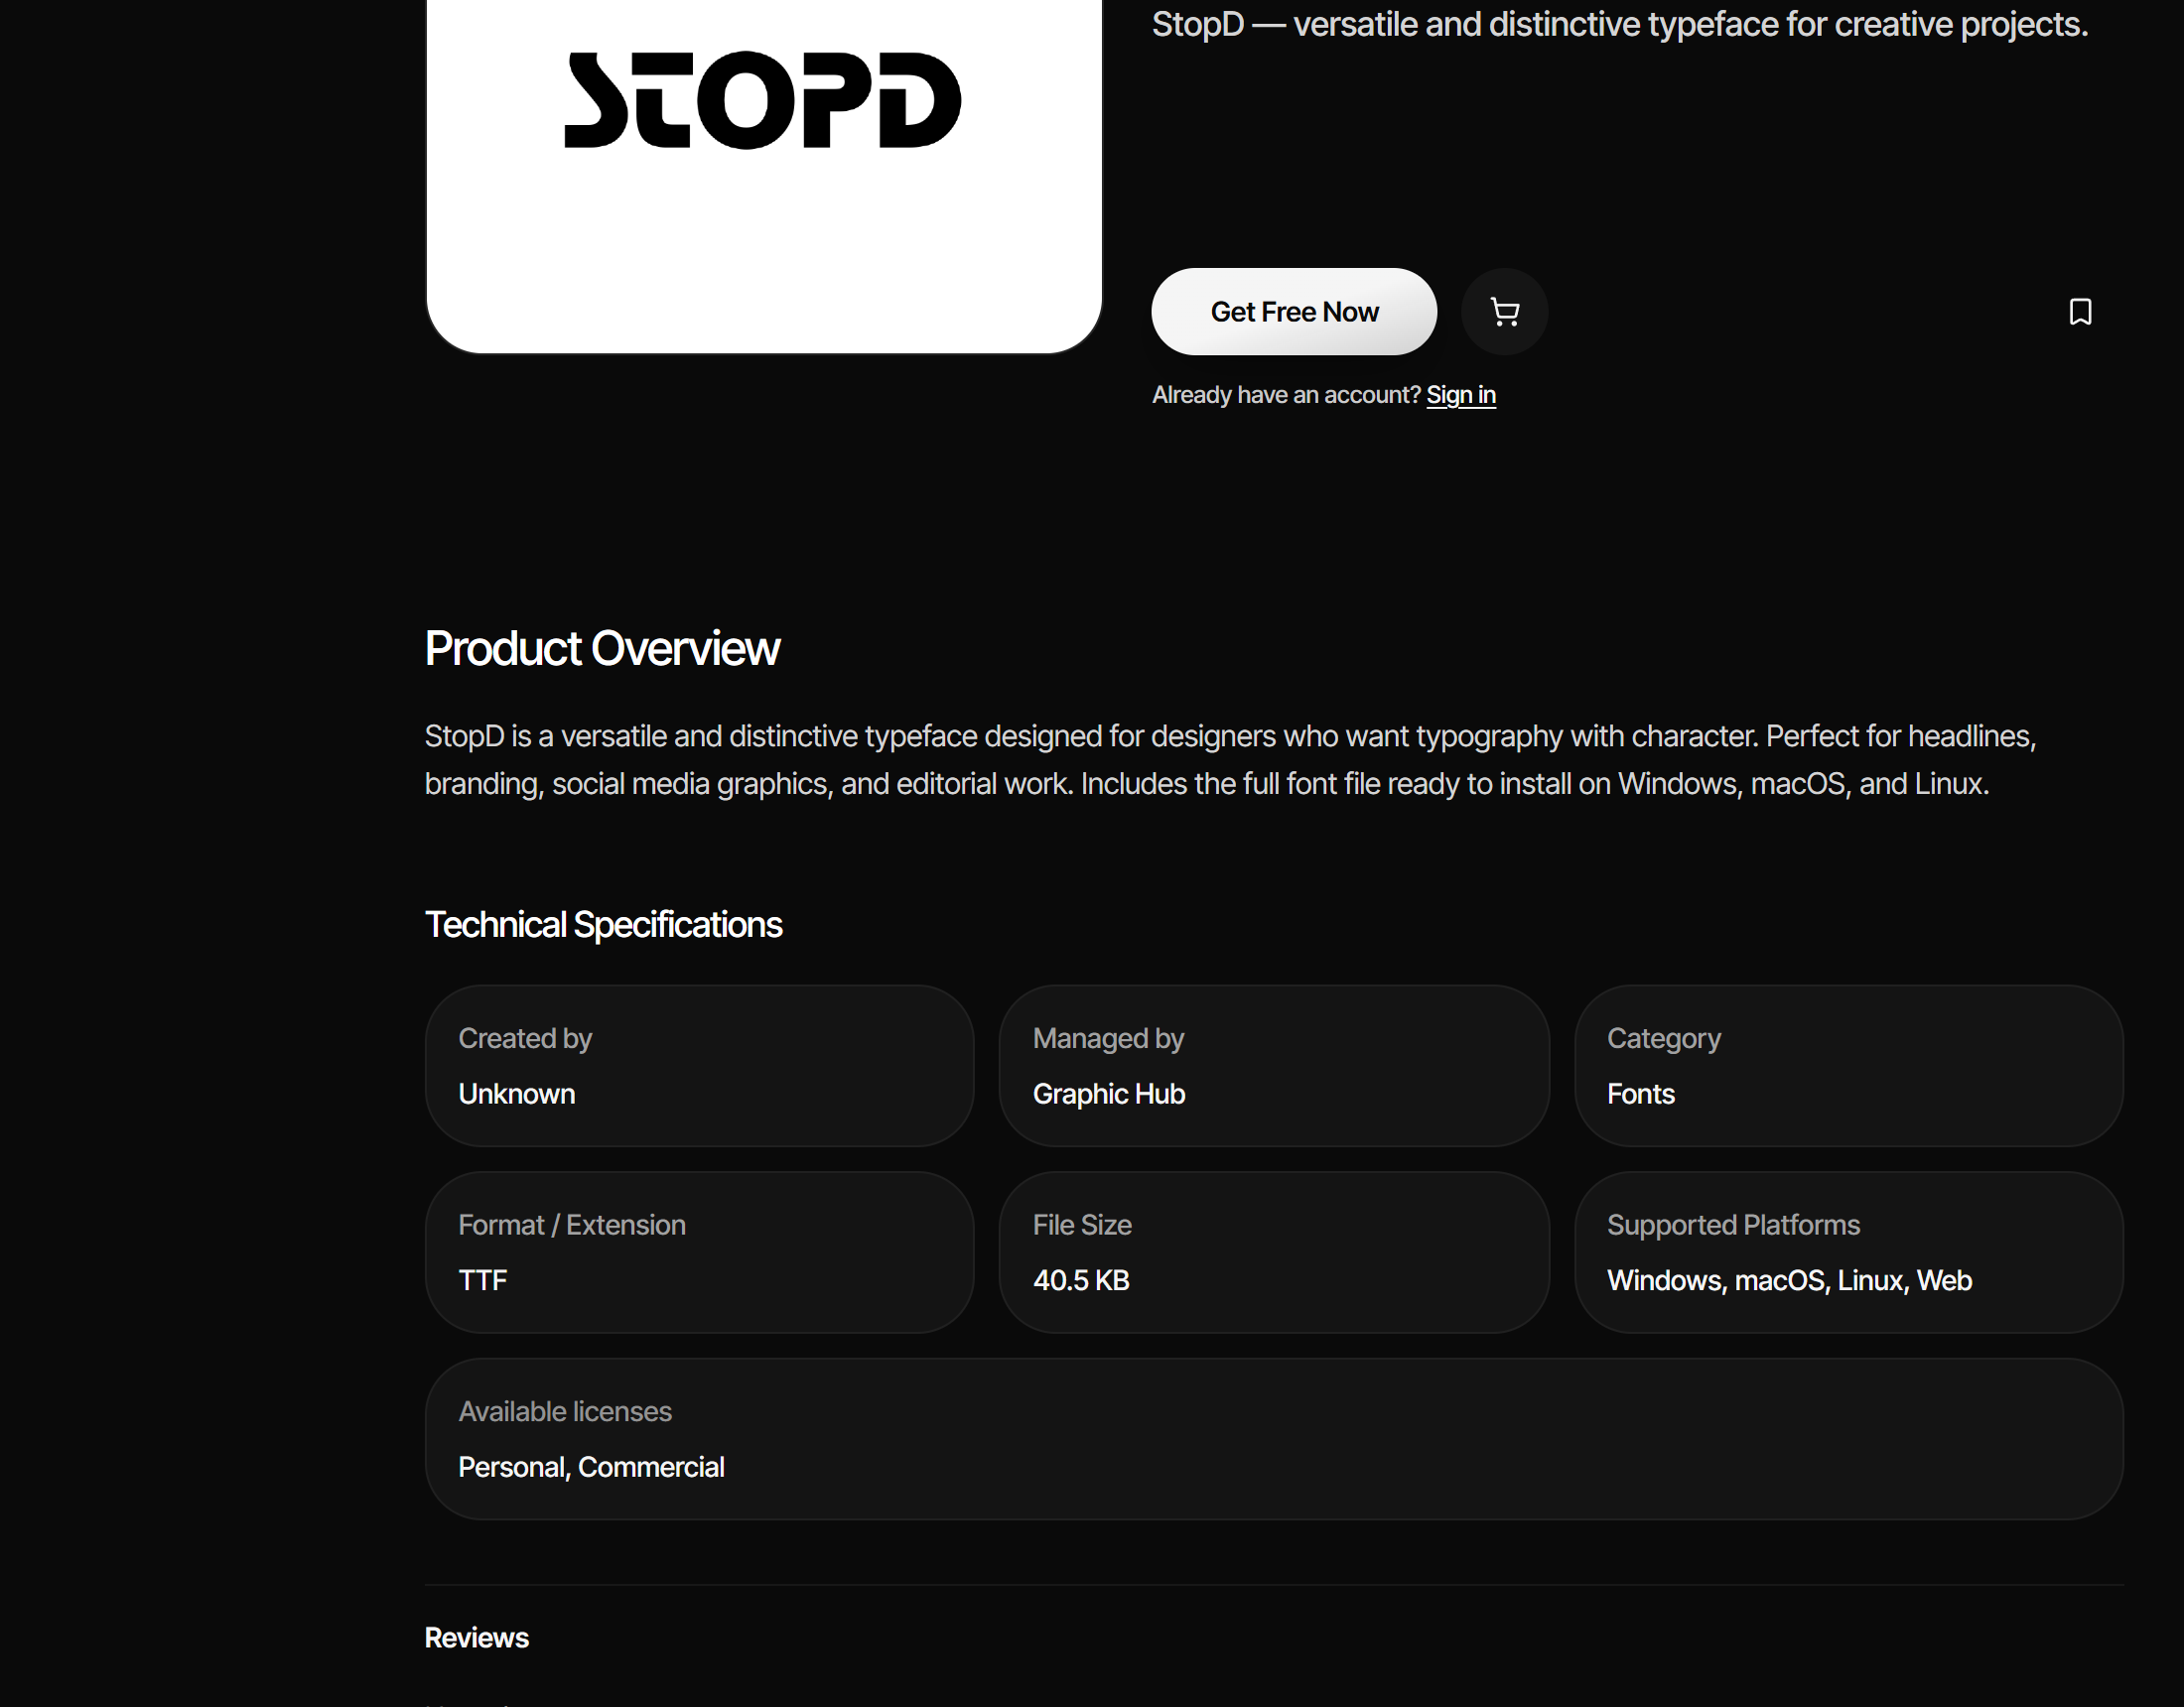 STOPD
StopD — versatile and distinctive typeface for creative projects.
Get Free Now
Already have an account? Sign in
Product Overview
StopD is a versatile and distinctive typeface designed for designers who want typography with character. Perfect for headlines,
branding, social media graphics, and editorial work. Includes the full font file ready to install on Windows, macOS, and Linux.
Technical Specifications
Created by
Unknown
Managed by
Graphic Hub
Category
Fonts
Format / Extension
TTF
File Size
40.5 KB
Supported Platforms
Windows, macOS, Linux, Web
Available licenses
Personal, Commercial
Reviews